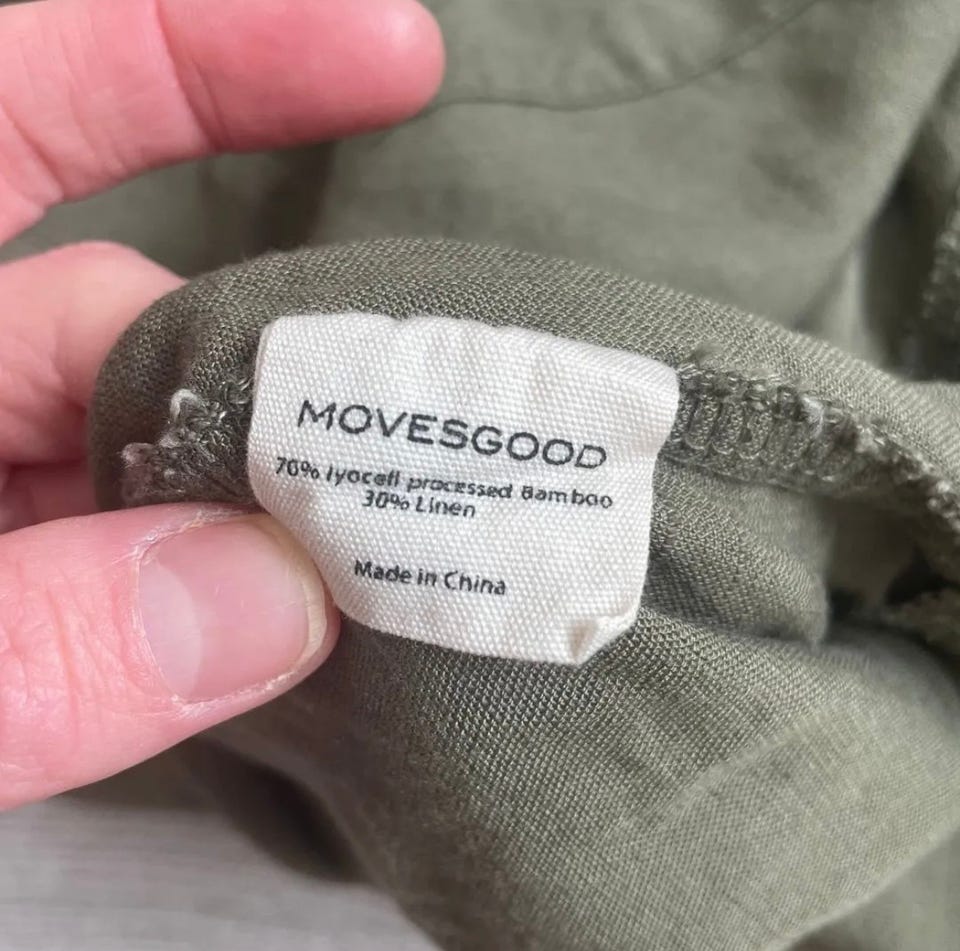 MOVESGOOD
70% lyocell processed Bamboo
30% Linen
Made in China